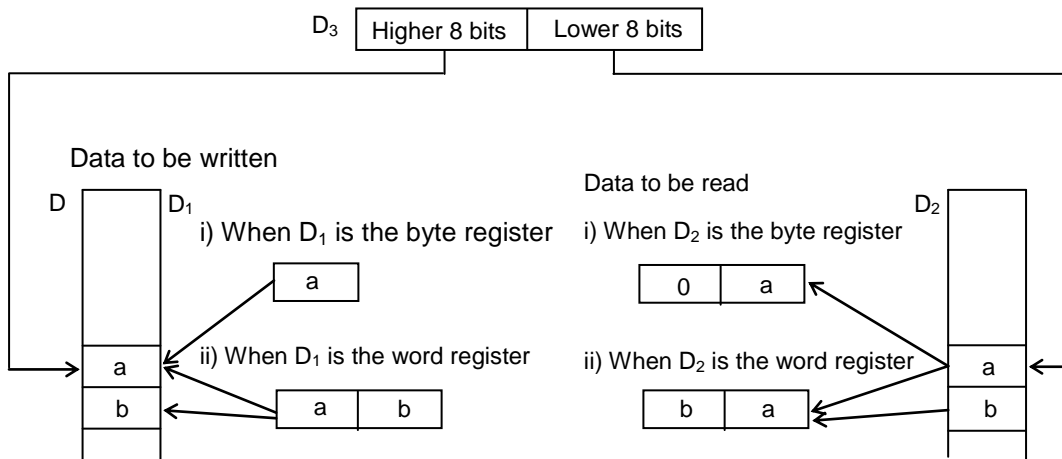 D₃ Higher 8 bits Lower 8 bits
Data to be written
Data to be read
D D₁ D₂
i) When D₁ is the byte register
i) When D₂ is the byte register
a
0 a
ii) When D₁ is the word register
ii) When D₂ is the word register
a a
a b
b a
b b